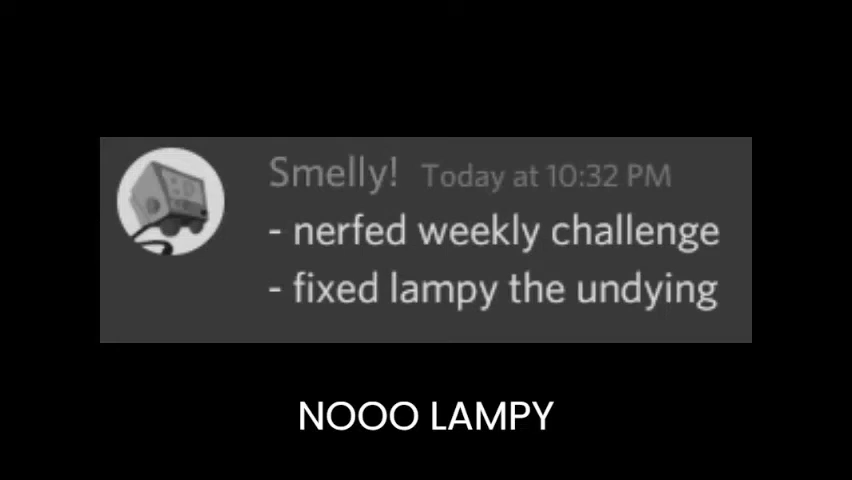 Smelly! Today at 10:32 PM
- nerfed weekly challenge
- fixed lampy the undying
NOOO LAMPY